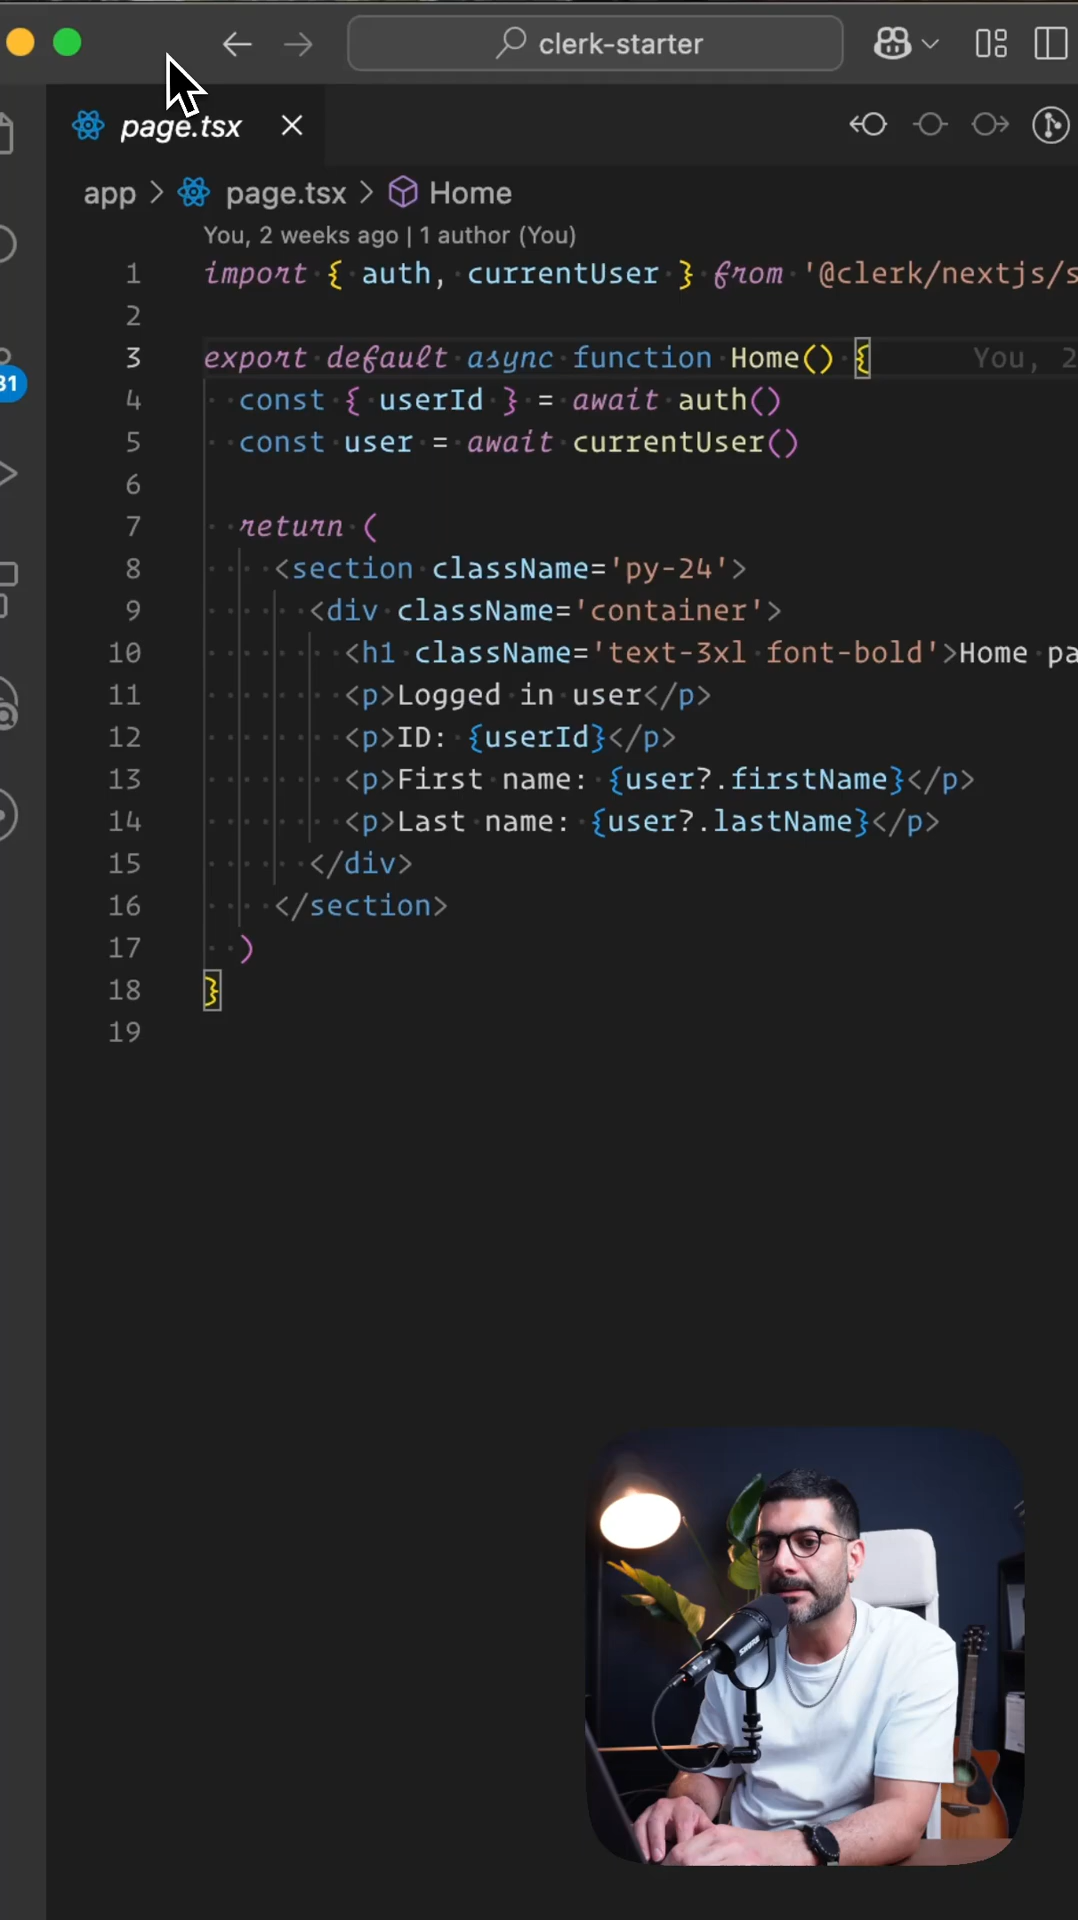 clerk-starter
page.tsx
app > page.tsx > Home
You, 2 weeks ago | 1 author (You)
1 import { auth, currentUser } from '@clerk/nextjs/s
2
3 export default async function Home() { You, 2
4 const { userId } = await auth()
5 const user = await currentUser()
6
7 return (
8 <section className='py-24'>
9 <div className='container'>
10 <h1 className='text-3xl font-bold'>Home pa
11 <p>Logged in user</p>
12 <p>ID: {userId}</p>
13 <p>First name: {user?.firstName}</p>
14 <p>Last name: {user?.lastName}</p>
15 </div>
16 </section>
17 )
18 }
19
31
SHURE